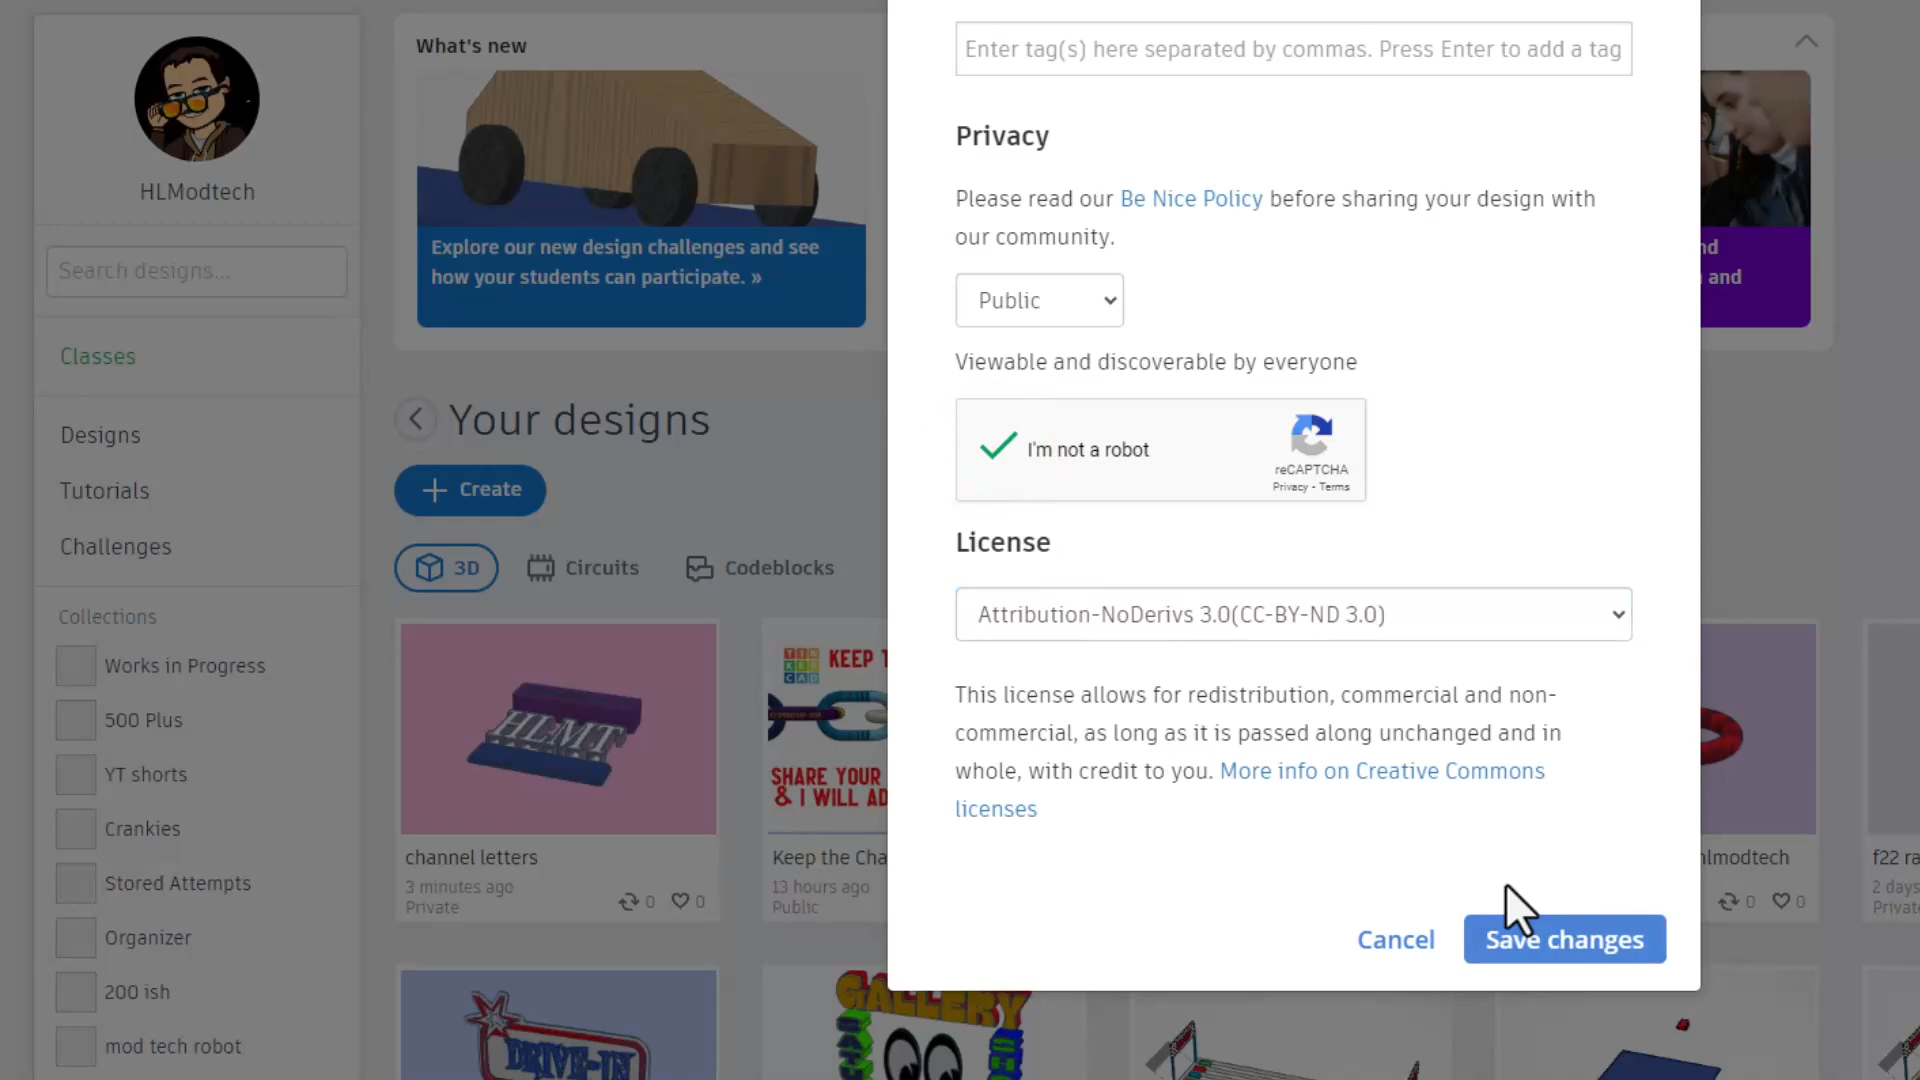 HLModtech
Search designs...
Classes
Designs
Tutorials
Challenges
Collections
Works in Progress
500 Plus
YT shorts
Crankies
Stored Attempts
Organizer
200 ish
mod tech robot
What's new
Explore our new design challenges and see
how your students can participate. »
nd
and
Your designs
Create
3D
Circuits
Codeblocks
HLMT
channel letters
3 minutes ago
Private
0
0
TIN
KER
CAD
KEEP T
SHARE YOUR
& I WILL AD
Keep the Cha
13 hours ago
Public
hlmodtech
0
0
f22 ra
2 days
Privat
DRIVE-IN
GALLERY
Enter tag(s) here separated by commas. Press Enter to add a tag
Privacy
Please read our Be Nice Policy before sharing your design with
our community.
Public
Viewable and discoverable by everyone
I'm not a robot
reCAPTCHA
Privacy - Terms
License
Attribution-NoDerivs 3.0(CC-BY-ND 3.0)
This license allows for redistribution, commercial and non-
commercial, as long as it is passed along unchanged and in
whole, with credit to you. More info on Creative Commons
licenses
Cancel
Save changes